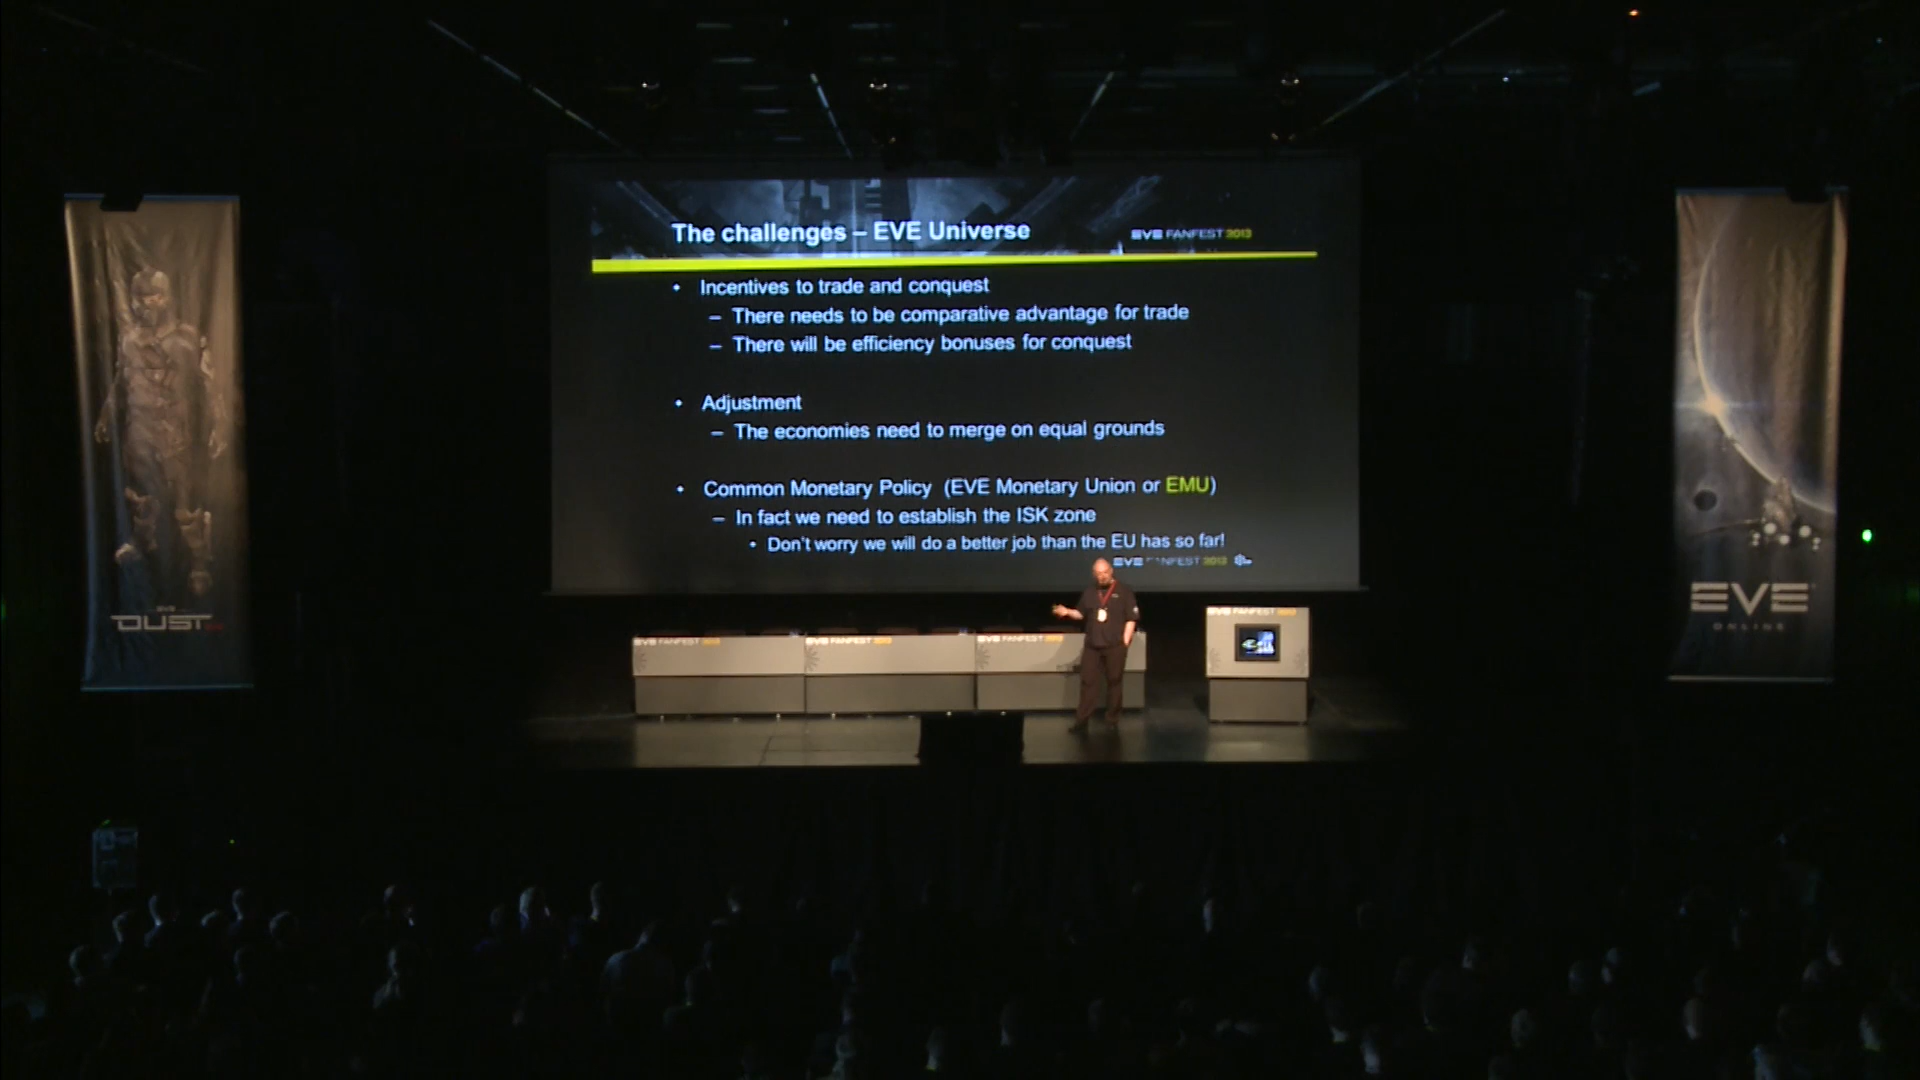 The challenges – EVE Universe
EVE FANFEST 2013
• Incentives to trade and conquest
– There needs to be comparative advantage for trade
– There will be efficiency bonuses for conquest
• Adjustment
– The economies need to merge on equal grounds
• Common Monetary Policy (EVE Monetary Union or EMU)
– In fact we need to establish the ISK zone
• Don't worry we will do a better job than the EU has so far!
EVE FANFEST 2013
EVE
DUST
EVE
ONLINE
EVE FANFEST 2013
EVE FANFEST 2013
EVE FANFEST 2013
EVE FANFEST 2013